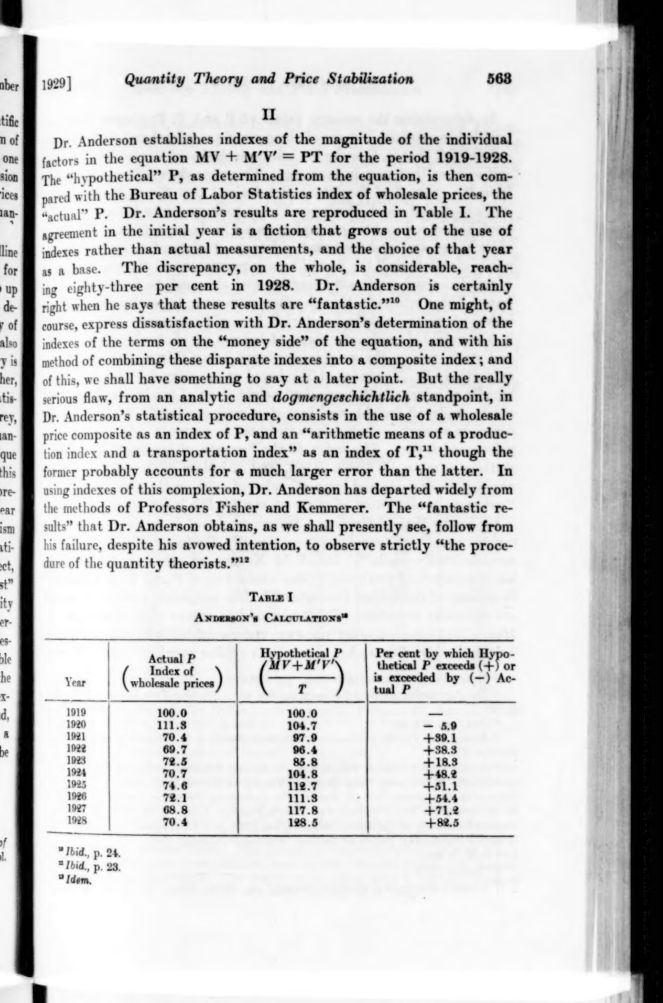 1929]
Quantity Theory and Price Stabilization
563
II
Dr. Anderson establishes indexes of the magnitude of the individual
factors in the equation MV + M′V′ = PT for the period 1919-1928.
The “hypothetical” P, as determined from the equation, is then com-
pared with the Bureau of Labor Statistics index of wholesale prices, the
“actual” P. Dr. Anderson’s results are reproduced in Table I. The
agreement in the initial year is a fiction that grows out of the use of
indexes rather than actual measurements, and the choice of that year
as a base. The discrepancy, on the whole, is considerable, reach-
ing eighty-three per cent in 1928. Dr. Anderson is certainly
right when he says that these results are “fantastic.”¹⁰ One might, of
course, express dissatisfaction with Dr. Anderson’s determination of the
indexes of the terms on the “money side” of the equation, and with his
method of combining these disparate indexes into a composite index; and
of this, we shall have something to say at a later point. But the really
serious flaw, from an analytic and dogmengeschichtlich standpoint, in
Dr. Anderson’s statistical procedure, consists in the use of a wholesale
price composite as an index of P, and an “arithmetic means of a produc-
tion index and a transportation index” as an index of T,¹¹ though the
former probably accounts for a much larger error than the latter. In
using indexes of this complexion, Dr. Anderson has departed widely from
the methods of Professors Fisher and Kemmerer. The “fantastic re-
sults” that Dr. Anderson obtains, as we shall presently see, follow from
his failure, despite his avowed intention, to observe strictly “the proce-
dure of the quantity theorists.”¹²
TABLE I
ANDERSON’S CALCULATIONS
Year
Actual P
(Index of
wholesale prices)
Hypothetical P
(MV+M′V′
T)
Per cent by which Hypo-
thetical P exceeds (+) or
is exceeded by (−) Ac-
tual P
1919 100.0 100.0 —
1920 111.3 104.7 − 5.9
1921 70.4 97.9 +39.1
1922 69.7 96.4 +38.3
1923 72.5 85.8 +18.3
1924 70.7 104.8 +48.2
1925 74.6 112.7 +51.1
1926 72.1 111.3 +54.4
1927 68.8 117.8 +71.2
1928 70.4 128.5 +82.5
Ibid., p. 24.
Ibid., p. 23.
Idem.